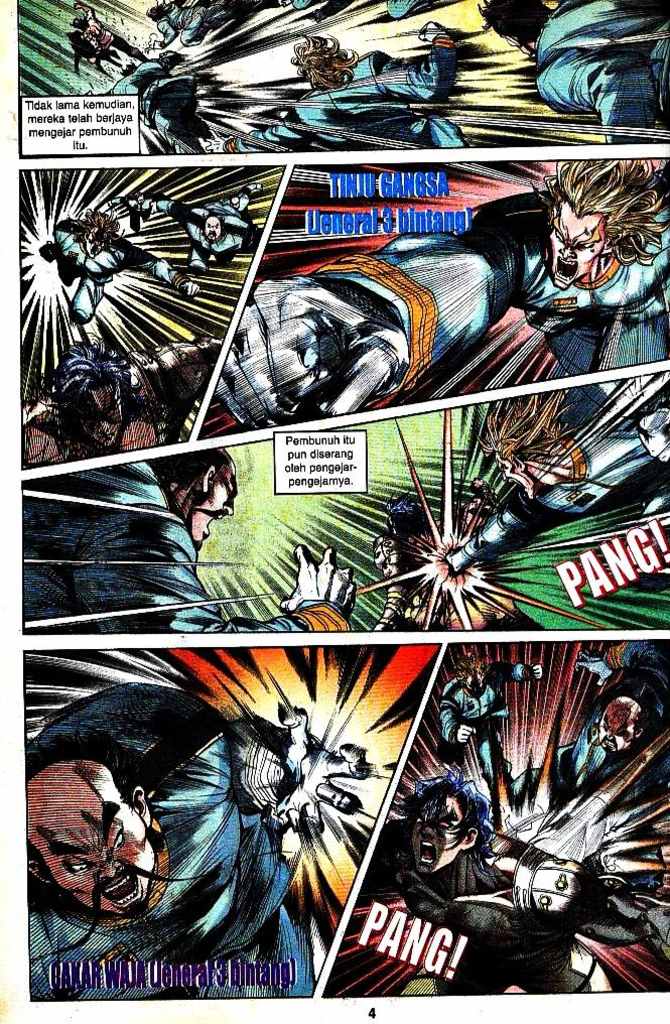 Tidak lama kemudian,
mereka telah berjaya
mengejar pembunuh
itu.
TINJU GANGSA
(Jeneral 3 bintang)
Pembunuh itu
pun diserang
oleh pengejar-
pengejarnya.
PANG!
CAKAR WAJA (Jeneral 3 bintang)
PANG!
4